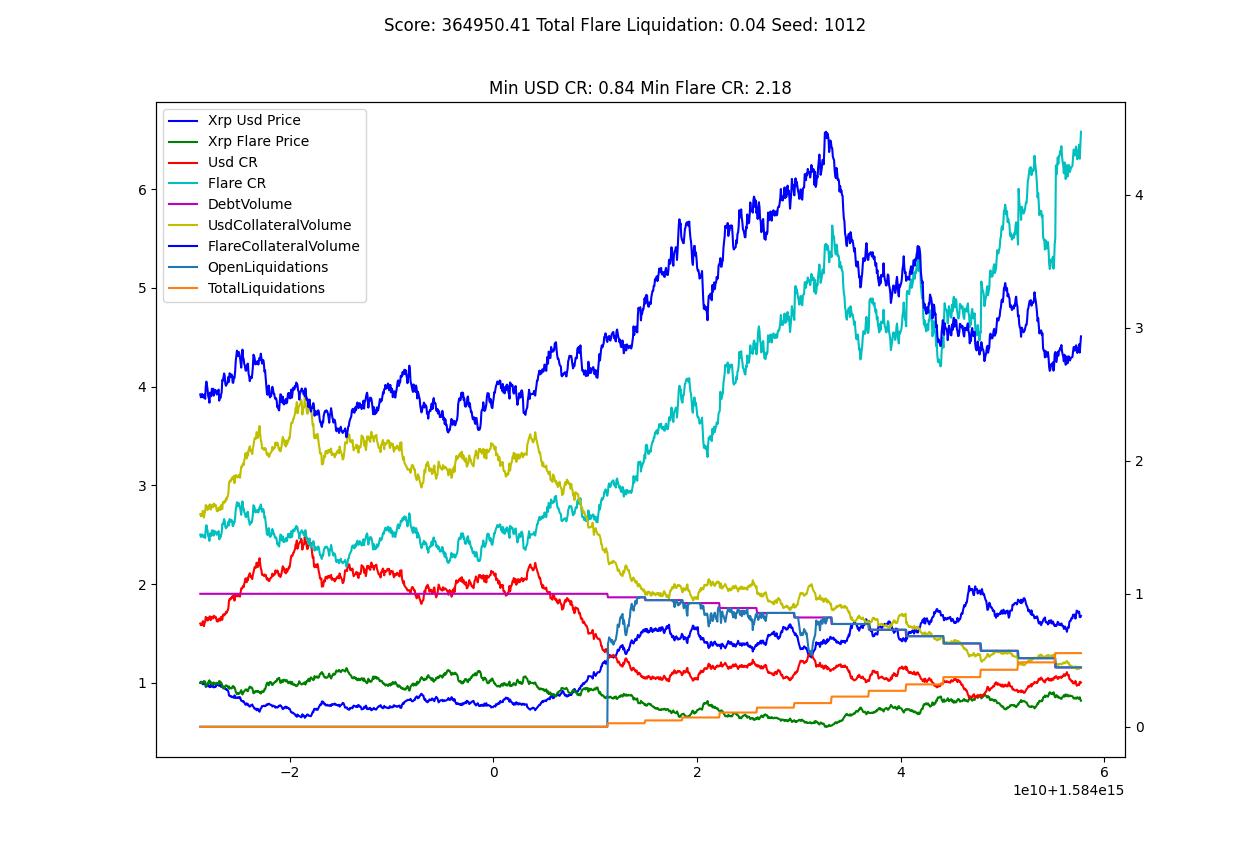 Score: 364950.41 Total Flare Liquidation: 0.04 Seed: 1012
Min USD CR: 0.84 Min Flare CR: 2.18
Xrp Usd Price
Xrp Flare Price
Usd CR
Flare CR
DebtVolume
UsdCollateralVolume
FlareCollateralVolume
OpenLiquidations
TotalLiquidations
6
5
4
3
2
1
4
3
2
1
0
−2
0
2
4
6
1e10+1.584e15